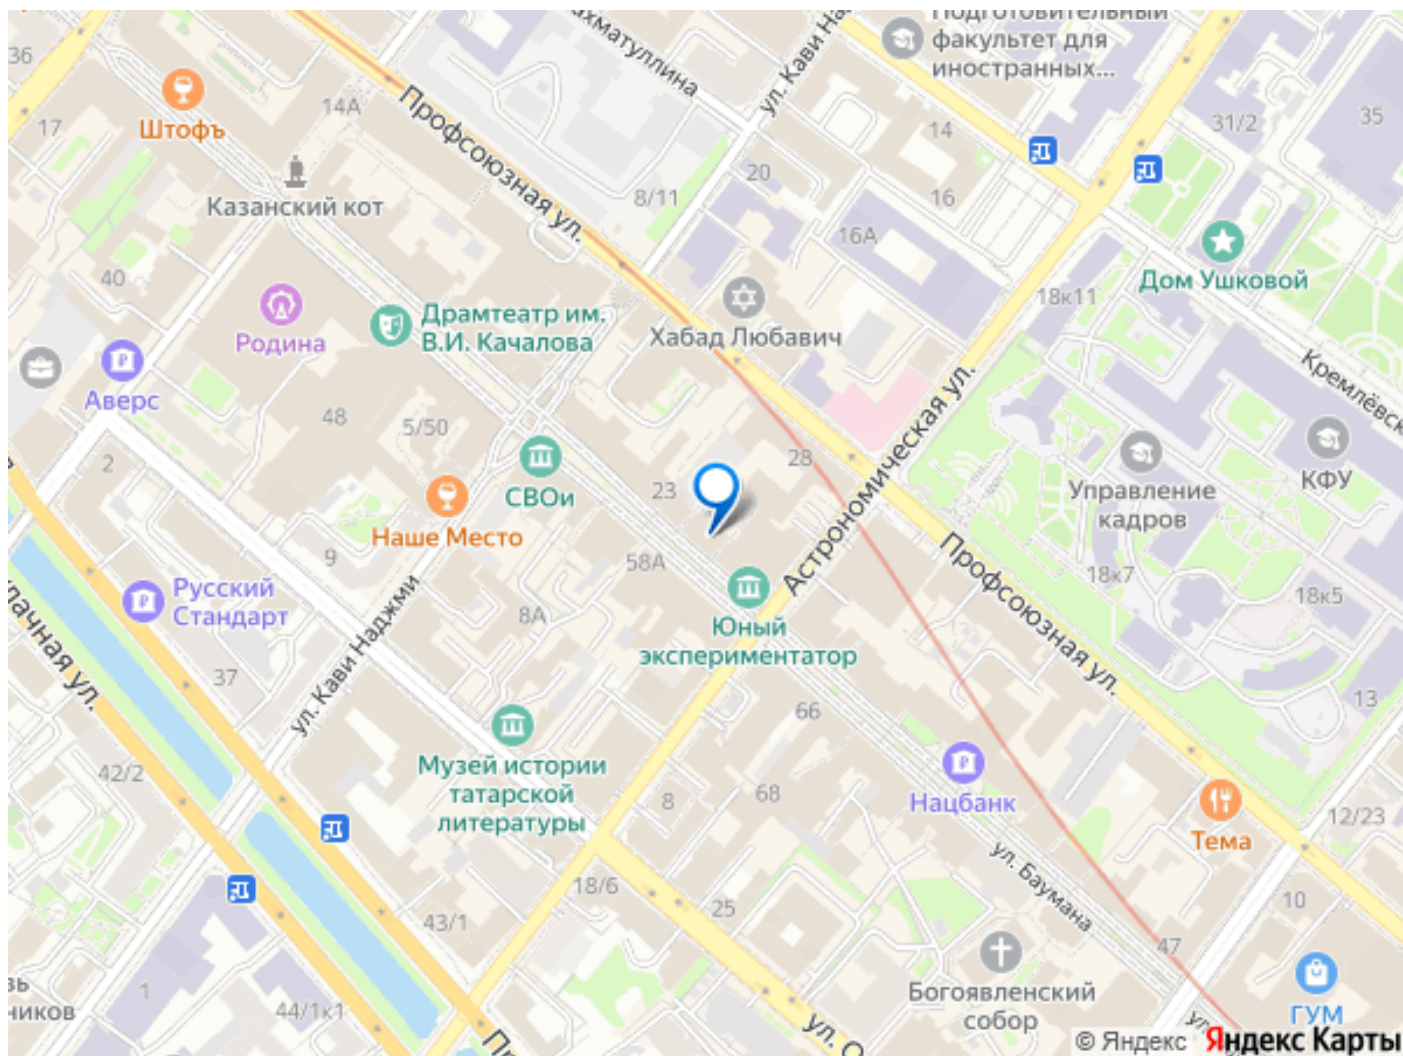 Подготовительный
факультет для
иностранных...
36
ул. Кави На
14А
17
Штофъ
Профсоюзная ул.
14
31/2
35
20
16
8/11
Казанский кот
16А
40
Дом Ушковой
18к11
Драмтеатр им.
В.И. Качалова
Родина
Хабад Любавич
Кремлёвск
Аверс
48
5/50
Астрономическая ул.
28
2
23
СВОи
КФУ
Управление
кадров
Наше Место
9
58А
Русский
Стандарт
8А
18к7
18к5
Юный
экспериментатор
Профсоюзная ул.
ул. Кави Наджми
37
13
66
42/2
Музей истории
татарской
литературы
8
68
Нацбанк
Тема
12/23
ул. Баумана
18/6
25
10
43/1
47
1
44/1к1
Богоявленский
собор
ГУМ
ников
ул. О
© Яндекс Яндекс Карты